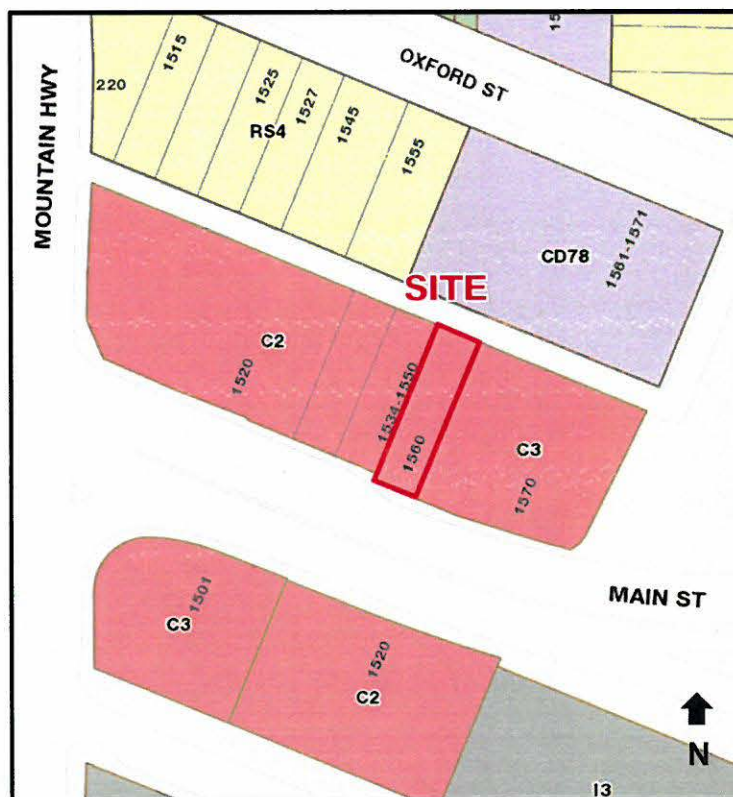 OXFORD ST
MOUNTAIN HWY
220
1515
1525
1527
1545
1555
RS4
CD78
1561-1571
SITE
C2
1520
1534-1550
1560
C3
1570
MAIN ST
1501
C3
1520
C2
N
I3